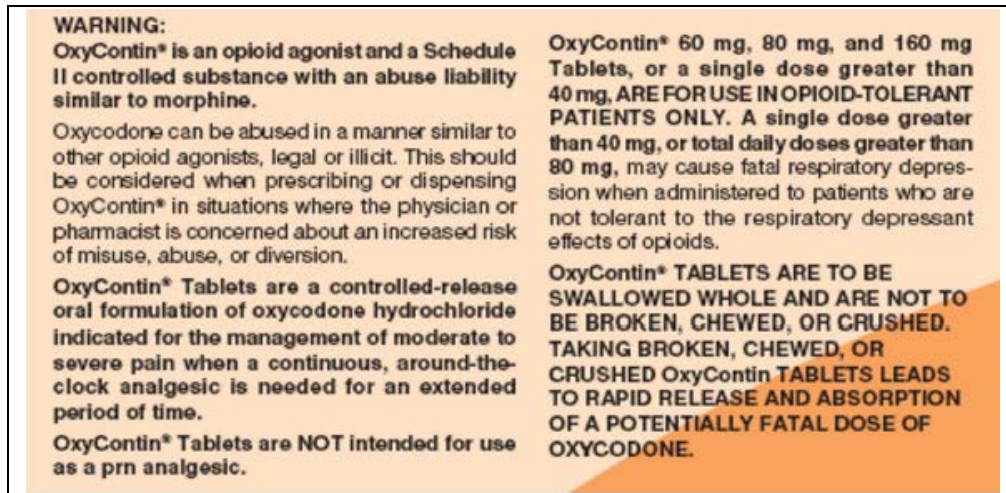 WARNING:
OxyContin® is an opioid agonist and a Schedule
II controlled substance with an abuse liability
similar to morphine.
Oxycodone can be abused in a manner similar to
other opioid agonists, legal or illicit. This should
be considered when prescribing or dispensing
OxyContin® in situations where the physician or
pharmacist is concerned about an increased risk
of misuse, abuse, or diversion.
OxyContin® Tablets are a controlled-release
oral formulation of oxycodone hydrochloride
indicated for the management of moderate to
severe pain when a continuous, around-the-
clock analgesic is needed for an extended
period of time.
OxyContin® Tablets are NOT intended for use
as a prn analgesic.
OxyContin® 60 mg, 80 mg, and 160 mg
Tablets, or a single dose greater than
40 mg, ARE FOR USE IN OPIOID-TOLERANT
PATIENTS ONLY. A single dose greater
than 40 mg, or total daily doses greater than
80 mg, may cause fatal respiratory depres-
sion when administered to patients who are
not tolerant to the respiratory depressant
effects of opioids.
OxyContin® TABLETS ARE TO BE
SWALLOWED WHOLE AND ARE NOT TO
BE BROKEN, CHEWED, OR CRUSHED.
TAKING BROKEN, CHEWED, OR
CRUSHED OxyContin TABLETS LEADS
TO RAPID RELEASE AND ABSORPTION
OF A POTENTIALLY FATAL DOSE OF
OXYCODONE.